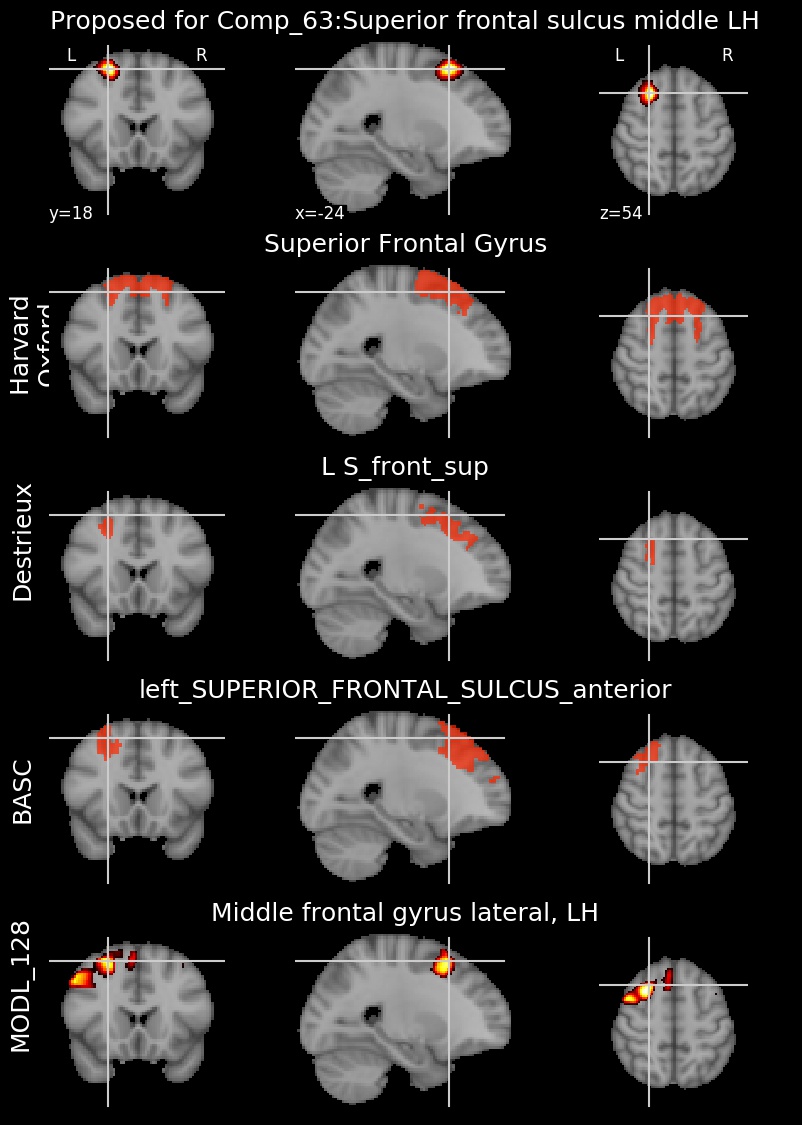 Proposed for Comp_63:Superior frontal sulcus middle LH
L R L R
y=18 x=-24 z=54
Superior Frontal Gyrus
Harvard
Oxford
L S_front_sup
Destrieux
left_SUPERIOR_FRONTAL_SULCUS_anterior
BASC
Middle frontal gyrus lateral, LH
MODL_128